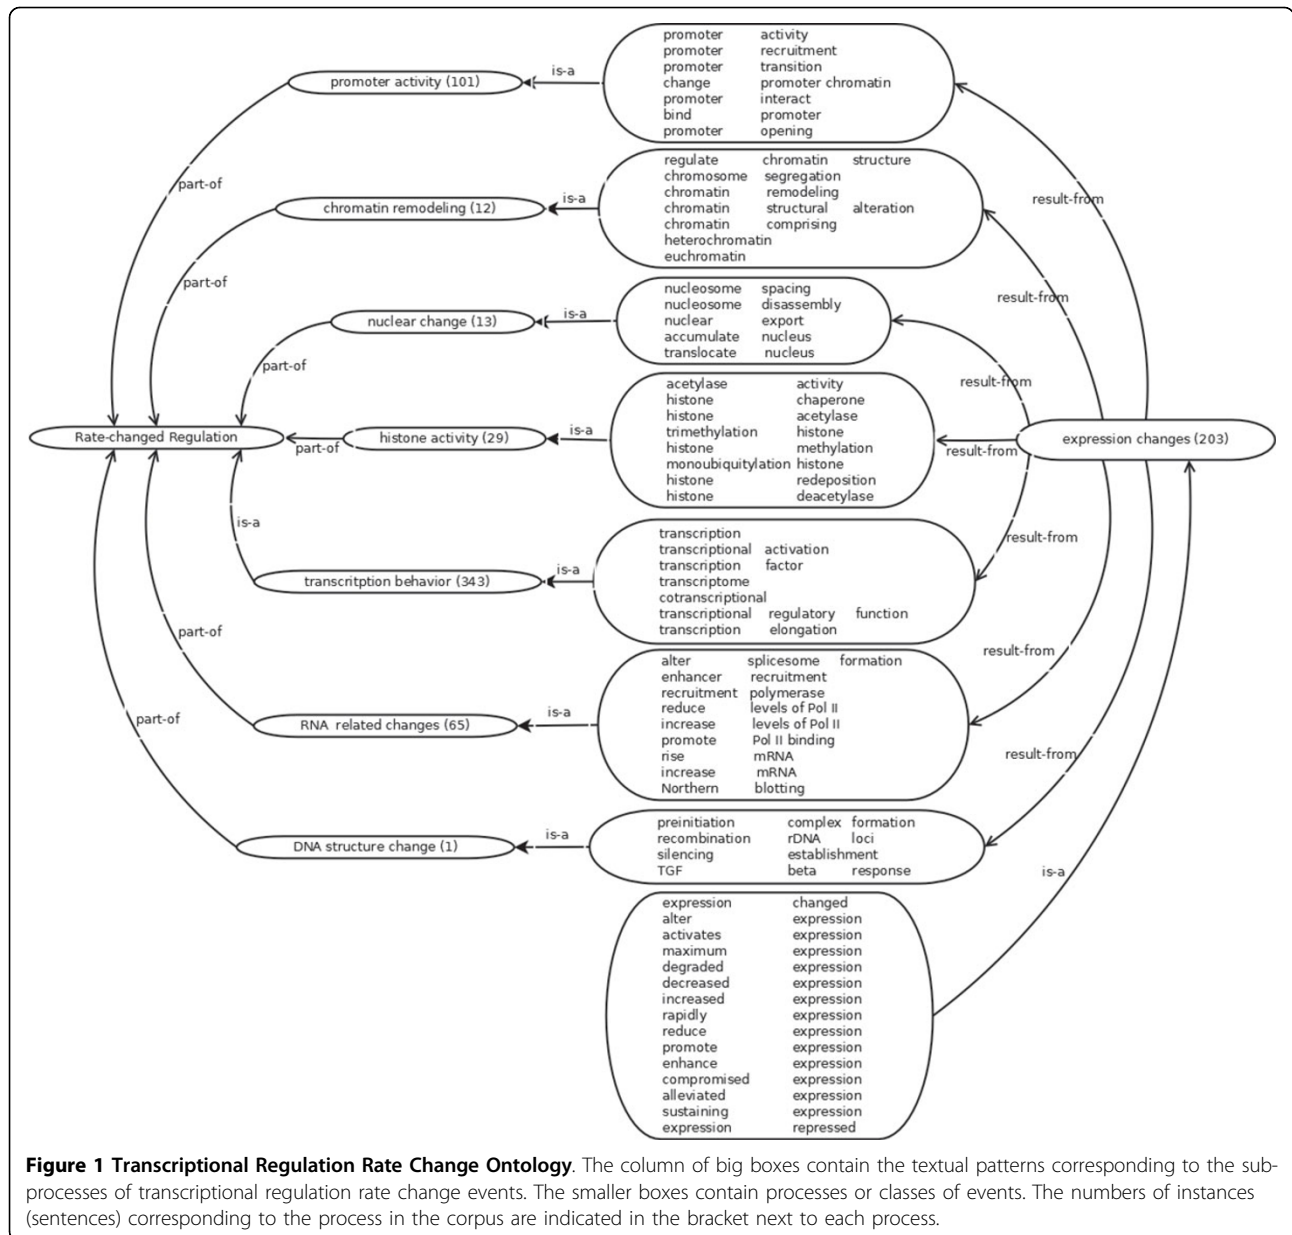 promoter activity
promoter recruitment
promoter transition
change promoter chromatin
promoter interact
bind promoter
promoter opening
is-a
promoter activity (101)
part-of
result-from
regulate chromatin structure
chromosome segregation
chromatin remodeling
chromatin structural alteration
chromatin comprising
heterochromatin
euchromatin
is-a
chromatin remodeling (12)
part-of
result-from
nucleosome spacing
nucleosome disassembly
nuclear export
accumulate nucleus
translocate nucleus
is-a
nuclear change (13)
part-of
result-from
acetylase activity
histone chaperone
histone acetylase
trimethylation histone
histone methylation
monoubiquitylation histone
histone redeposition
histone deacetylase
is-a
histone activity (29)
part-of
Rate-changed Regulation
result-from
expression changes (203)
transcription
transcriptional activation
transcription factor
transcriptome
cotranscriptional
transcriptional regulatory function
transcription elongation
is-a
transcritption behavior (343)
is-a
result-from
alter splicesome formation
enhancer recruitment
recruitment polymerase
reduce levels of Pol II
increase levels of Pol II
promote Pol II binding
rise mRNA
increase mRNA
Northern blotting
is-a
RNA related changes (65)
part-of
result-from
preinitiation complex formation
recombination rDNA loci
silencing establishment
TGF beta response
is-a
DNA structure change (1)
part-of
result-from
expression changed
alter expression
activates expression
maximum expression
degraded expression
decreased expression
increased expression
rapidly expression
reduce expression
promote expression
enhance expression
compromised expression
alleviated expression
sustaining expression
expression repressed
is-a
Figure 1 Transcriptional Regulation Rate Change Ontology. The column of big boxes contain the textual patterns corresponding to the sub-
processes of transcriptional regulation rate change events. The smaller boxes contain processes or classes of events. The numbers of instances
(sentences) corresponding to the process in the corpus are indicated in the bracket next to each process.